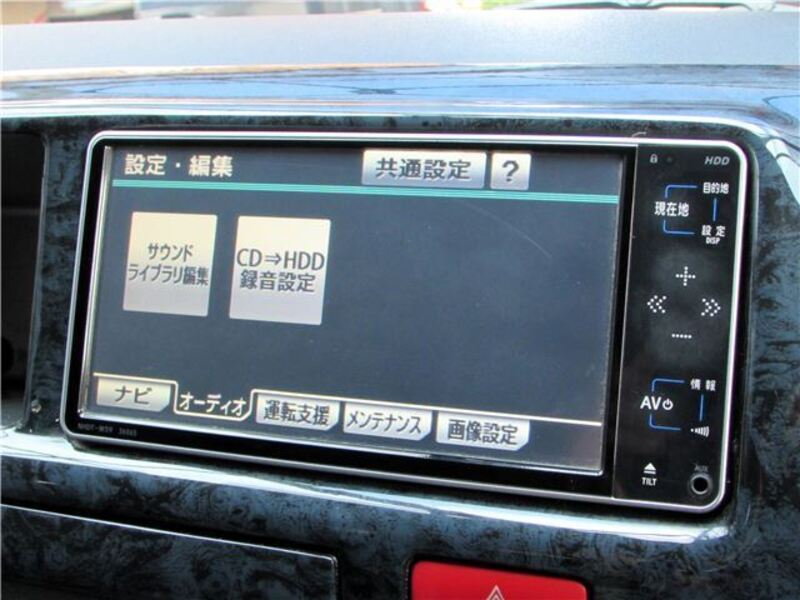 設定・編集
共通設定
?
サウンド
ライブラリ編集
CD⇒HDD
録音設定
ナビ
オーディオ
運転支援
メンテナンス
画像設定
HDD
目的地
現在地
設定
DISP
情報
AV
TILT
AUX